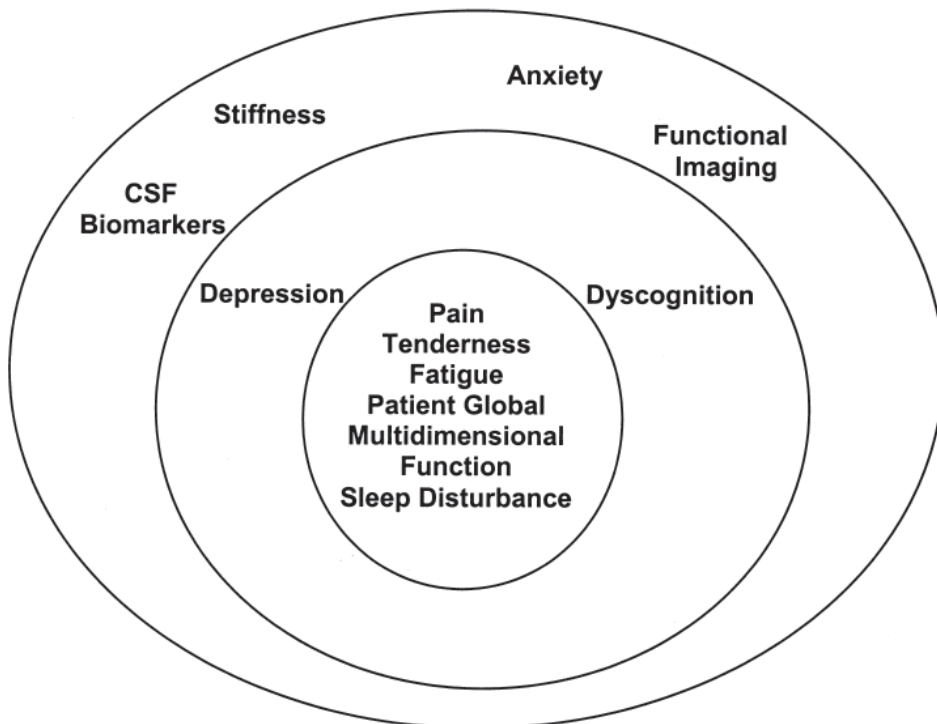 Anxiety
Stiffness
Functional
Imaging
CSF
Biomarkers
Depression
Dyscognition
Pain
Tenderness
Fatigue
Patient Global
Multidimensional
Function
Sleep Disturbance